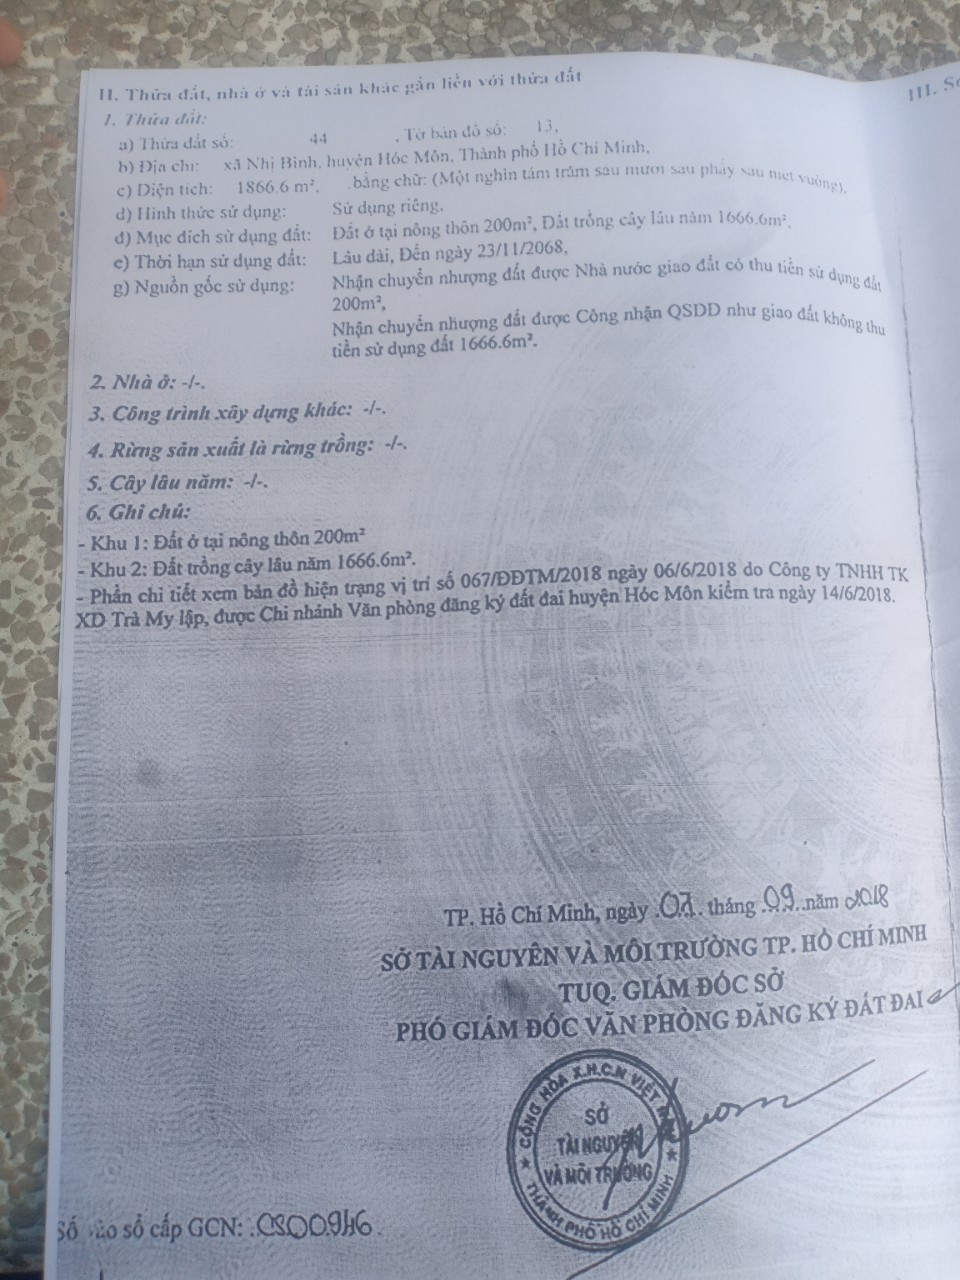 II. Thửa đất, nhà ở và tài sản khác gắn liền với thửa đất
III. S
1. Thửa đất:
a) Thửa đất số: 44 , Tờ bản đồ số: 13,
b) Địa chỉ: xã Nhị Bình, huyện Hóc Môn, Thành phố Hồ Chí Minh,
c) Diện tích: 1866.6 m², bằng chữ: (Một nghìn tám trăm sáu mươi sáu phẩy sáu mét vuông),
d) Hình thức sử dụng: Sử dụng riêng,
đ) Mục đích sử dụng đất: Đất ở tại nông thôn 200m², Đất trồng cây lâu năm 1666.6m²,
e) Thời hạn sử dụng đất: Lâu dài, Đến ngày 23/11/2068,
g) Nguồn gốc sử dụng: Nhận chuyển nhượng đất được Nhà nước giao đất có thu tiền sử dụng đất
200m²,
Nhận chuyển nhượng đất được Công nhận QSDĐ như giao đất không thu
tiền sử dụng đất 1666.6m².
2. Nhà ở: -/-.
3. Công trình xây dựng khác: -/-.
4. Rừng sản xuất là rừng trồng: -/-.
5. Cây lâu năm: -/-.
6. Ghi chú:
- Khu 1: Đất ở tại nông thôn 200m²
- Khu 2: Đất trồng cây lâu năm 1666.6m².
- Phần chi tiết xem bản đồ hiện trạng vị trí số 067/ĐĐTM/2018 ngày 06/6/2018 do Công ty TNHH TK
XD Trà My lập, được Chi nhánh Văn phòng đăng ký đất đai huyện Hóc Môn kiểm tra ngày 14/6/2018.
TP. Hồ Chí Minh, ngày 07 tháng 09 năm 2018
SỞ TÀI NGUYÊN VÀ MÔI TRƯỜNG TP. HỒ CHÍ MINH
TUQ. GIÁM ĐỐC SỞ
PHÓ GIÁM ĐỐC VĂN PHÒNG ĐĂNG KÝ ĐẤT ĐAI
CỘNG HÒA X.H.C.N VIỆT NAM
SỞ
TÀI NGUYÊN
VÀ MÔI TRƯỜNG
THÀNH PHỐ HỒ CHÍ MINH
Số vào sổ cấp GCN: CS00946